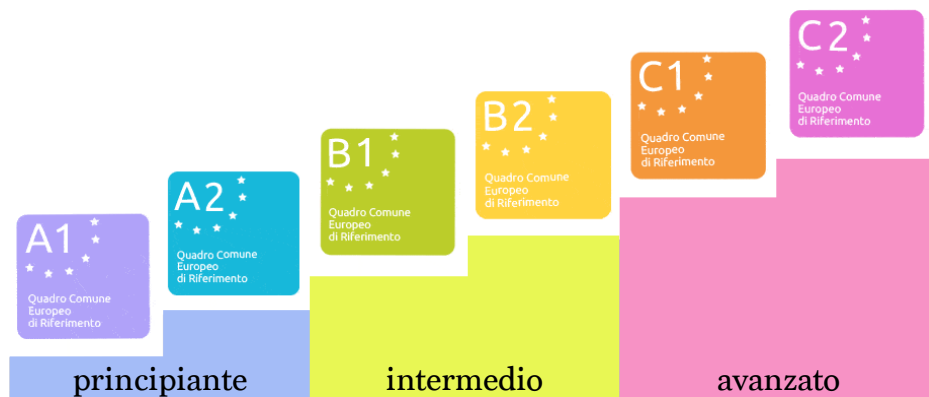 A1
Quadro Comune
Europeo
di Riferimento
A2
Quadro Comune
Europeo
di Riferimento
B1
Quadro Comune
Europeo
di Riferimento
B2
Quadro Comune
Europeo
di Riferimento
C1
Quadro Comune
Europeo
di Riferimento
C2
Quadro Comune
Europeo
di Riferimento
principiante
intermedio
avanzato